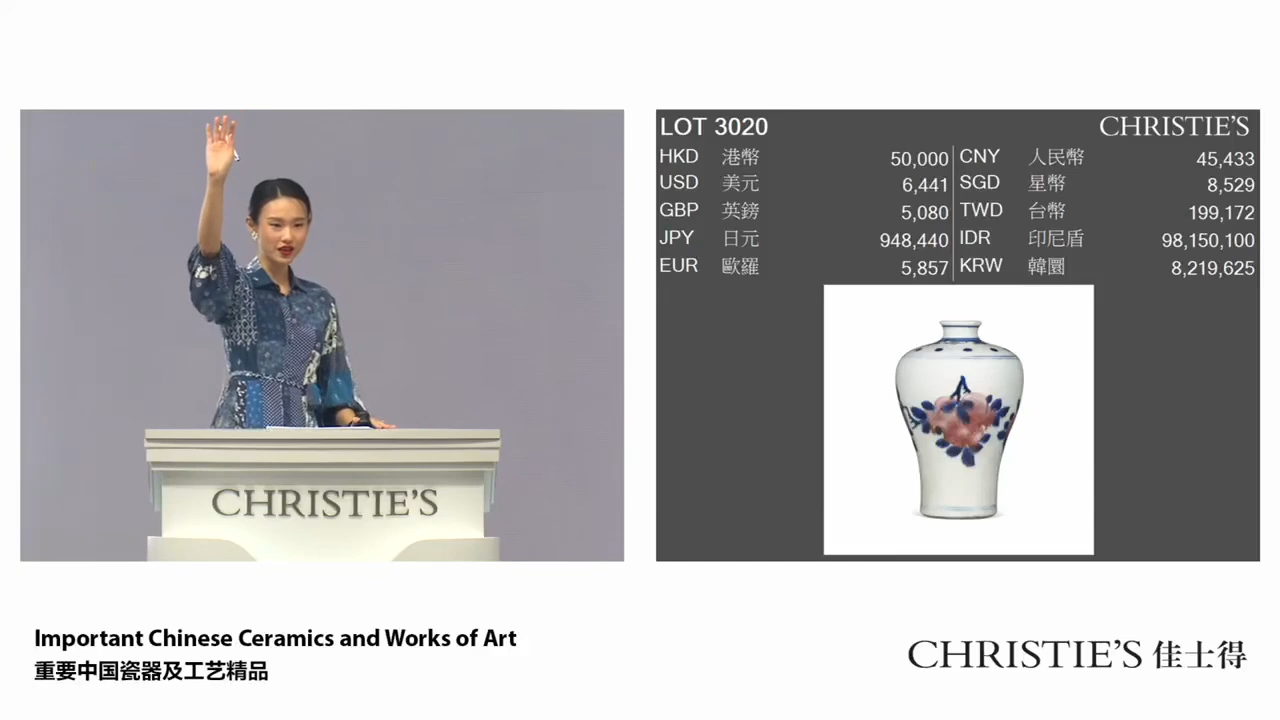 CHRISTIE'S
LOT 3020
CHRISTIE'S
HKD 港幣 50,000 CNY 人民幣 45,433
USD 美元 6,441 SGD 星幣 8,529
GBP 英鎊 5,080 TWD 台幣 199,172
JPY 日元 948,440 IDR 印尼盾 98,150,100
EUR 歐羅 5,857 KRW 韓圜 8,219,625
Important Chinese Ceramics and Works of Art
重要中国瓷器及工艺精品
CHRISTIE'S 佳士得